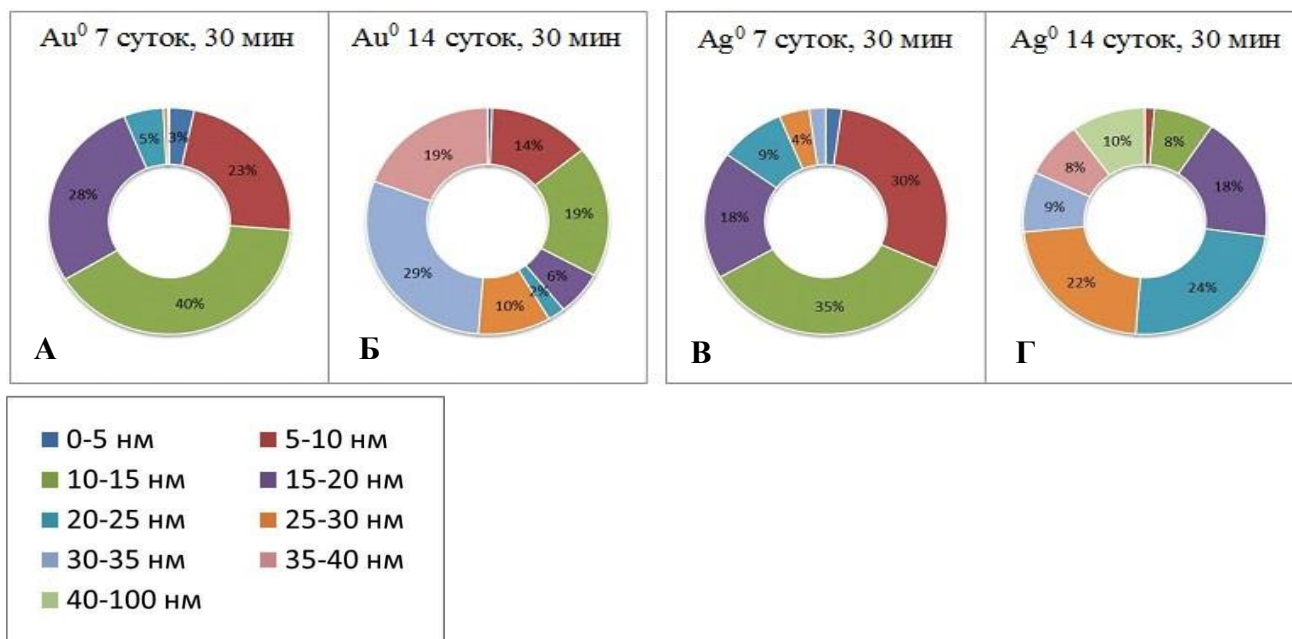 Au⁰ 7 суток, 30 мин
3%
23%
40%
28%
5%
А
Au⁰ 14 суток, 30 мин
14%
19%
6%
2%
10%
29%
19%
Б
Ag⁰ 7 суток, 30 мин
30%
35%
18%
9%
4%
В
Ag⁰ 14 суток, 30 мин
8%
18%
24%
22%
9%
8%
10%
Г
0-5 нм
5-10 нм
10-15 нм
15-20 нм
20-25 нм
25-30 нм
30-35 нм
35-40 нм
40-100 нм